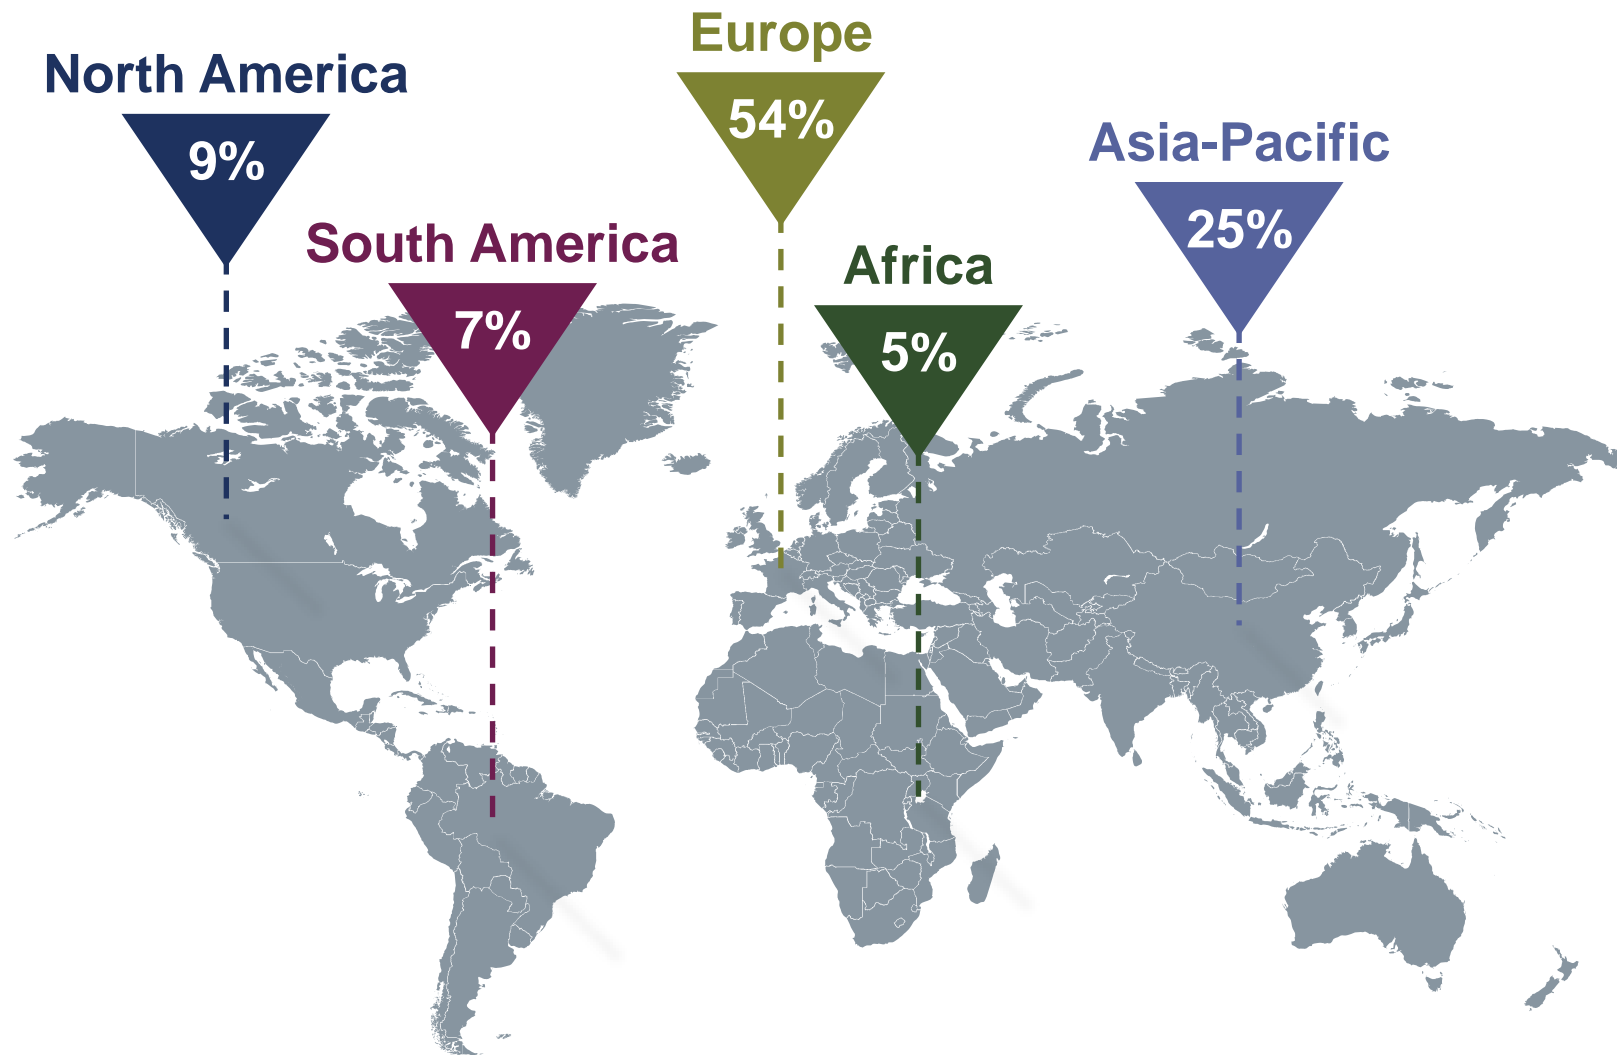 Europe
54%
North America
9%
Asia-Pacific
25%
South America
7%
Africa
5%